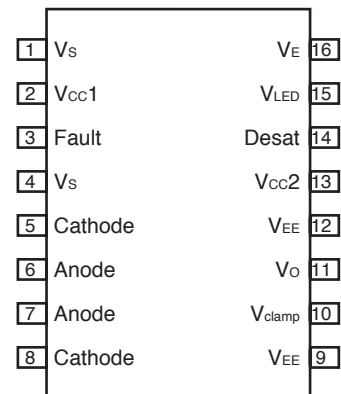 1 Vs VE 16
2 VCC1 VLED 15
3 Fault Desat 14
4 Vs VCC2 13
5 Cathode VEE 12
6 Anode VO 11
7 Anode Vclamp 10
8 Cathode VEE 9